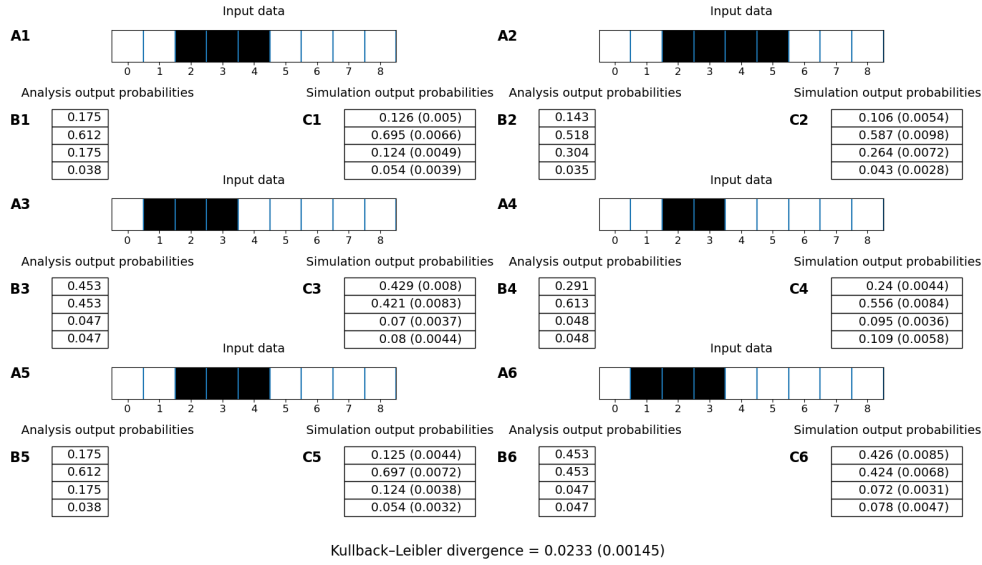 Input data
Input data
A1
A2
0 1 2 3 4 5 6 7 8
0 1 2 3 4 5 6 7 8
Analysis output probabilities
Simulation output probabilities
Analysis output probabilities
Simulation output probabilities
B1
0.175
0.612
0.175
0.038
C1
0.126 (0.005)
0.695 (0.0066)
0.124 (0.0049)
0.054 (0.0039)
B2
0.143
0.518
0.304
0.035
C2
0.106 (0.0054)
0.587 (0.0098)
0.264 (0.0072)
0.043 (0.0028)
Input data
Input data
A3
A4
0 1 2 3 4 5 6 7 8
0 1 2 3 4 5 6 7 8
Analysis output probabilities
Simulation output probabilities
Analysis output probabilities
Simulation output probabilities
B3
0.453
0.453
0.047
0.047
C3
0.429 (0.008)
0.421 (0.0083)
0.07 (0.0037)
0.08 (0.0044)
B4
0.291
0.613
0.048
0.048
C4
0.24 (0.0044)
0.556 (0.0084)
0.095 (0.0036)
0.109 (0.0058)
Input data
Input data
A5
A6
0 1 2 3 4 5 6 7 8
0 1 2 3 4 5 6 7 8
Analysis output probabilities
Simulation output probabilities
Analysis output probabilities
Simulation output probabilities
B5
0.175
0.612
0.175
0.038
C5
0.125 (0.0044)
0.697 (0.0072)
0.124 (0.0038)
0.054 (0.0032)
B6
0.453
0.453
0.047
0.047
C6
0.426 (0.0085)
0.424 (0.0068)
0.072 (0.0031)
0.078 (0.0047)
Kullback–Leibler divergence = 0.0233 (0.00145)